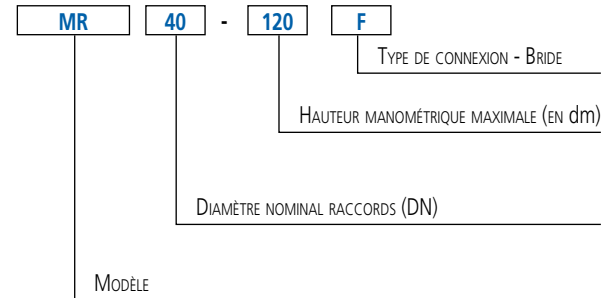 MR 40 - 120 F
Type de connexion - Bride
Hauteur manométrique maximale (en dm)
Diamètre nominal raccords (DN)
Modèle